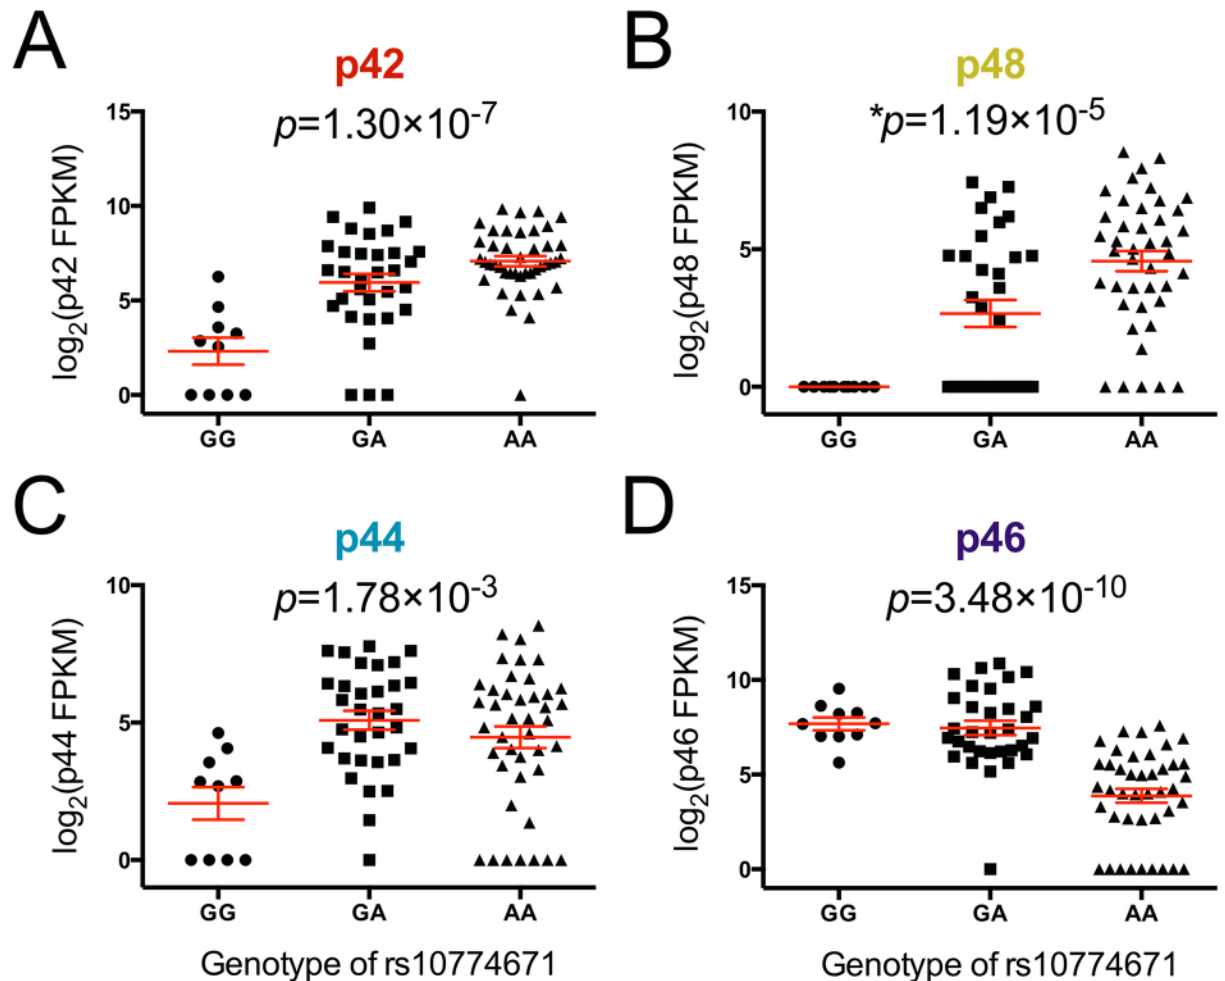 A
p42
p=1.30×10-7
log2(p42 FPKM)
15
10
5
0
GG GA AA
B
p48
*p=1.19×10-5
log2(p48 FPKM)
10
5
0
GG GA AA
C
p44
p=1.78×10-3
log2(p44 FPKM)
10
5
0
GG GA AA
Genotype of rs10774671
D
p46
p=3.48×10-10
log2(p46 FPKM)
15
10
5
0
GG GA AA
Genotype of rs10774671